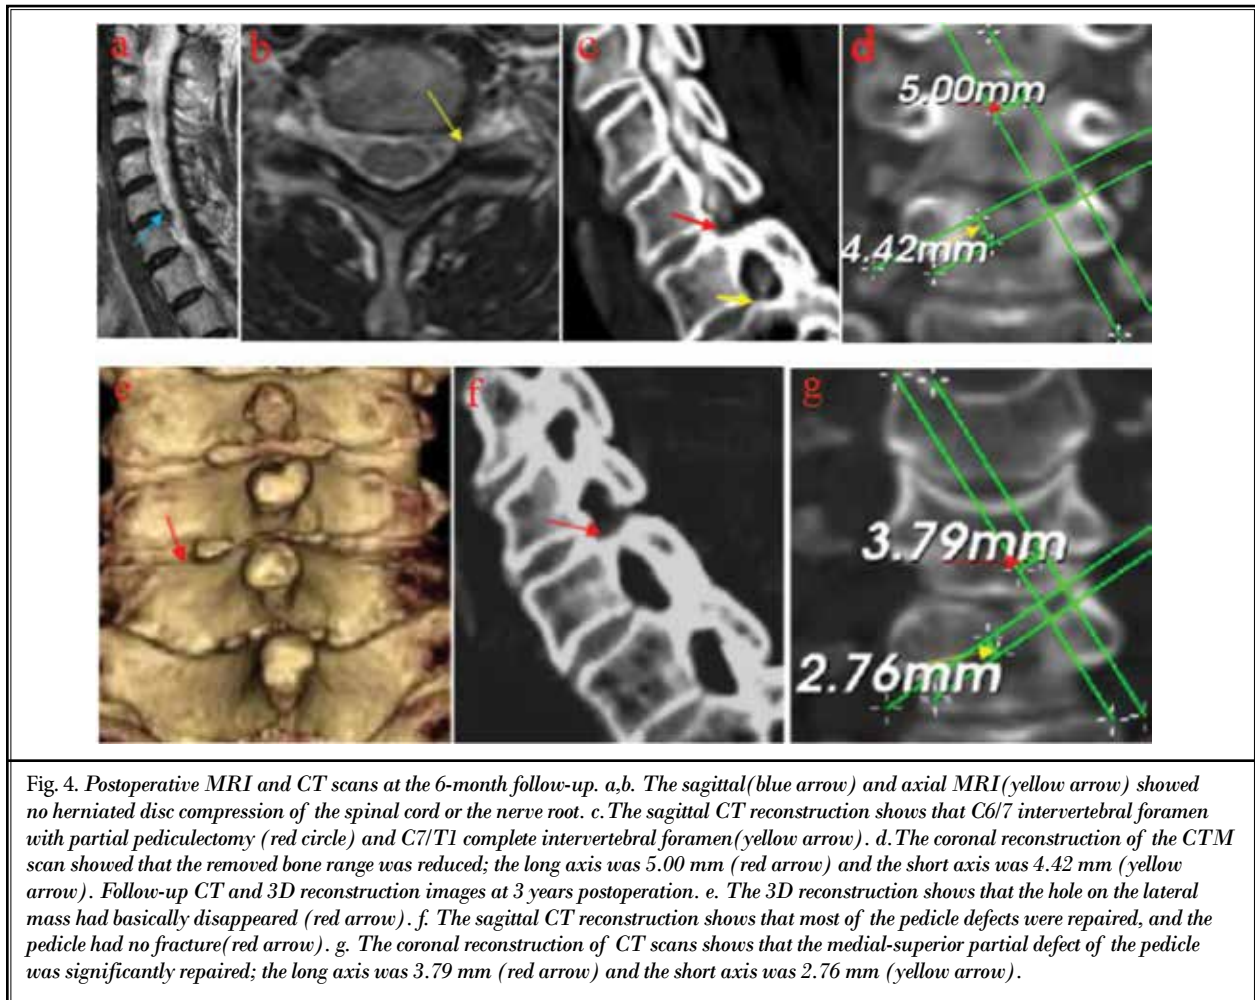 a
b
c
d
5.00mm
4.42mm
e
f
g
3.79mm
2.76mm
Fig. 4. Postoperative MRI and CT scans at the 6-month follow-up. a,b. The sagittal(blue arrow) and axial MRI(yellow arrow) showed
no herniated disc compression of the spinal cord or the nerve root. c.The sagittal CT reconstruction shows that C6/7 intervertebral foramen
with partial pediculectomy (red circle) and C7/T1 complete intervertebral foramen(yellow arrow). d.The coronal reconstruction of the CTM
scan showed that the removed bone range was reduced; the long axis was 5.00 mm (red arrow) and the short axis was 4.42 mm (yellow
arrow). Follow-up CT and 3D reconstruction images at 3 years postoperation. e. The 3D reconstruction shows that the hole on the lateral
mass had basically disappeared (red arrow). f. The sagittal CT reconstruction shows that most of the pedicle defects were repaired, and the
pedicle had no fracture(red arrow). g. The coronal reconstruction of CT scans shows that the medial-superior partial defect of the pedicle
was significantly repaired; the long axis was 3.79 mm (red arrow) and the short axis was 2.76 mm (yellow arrow).